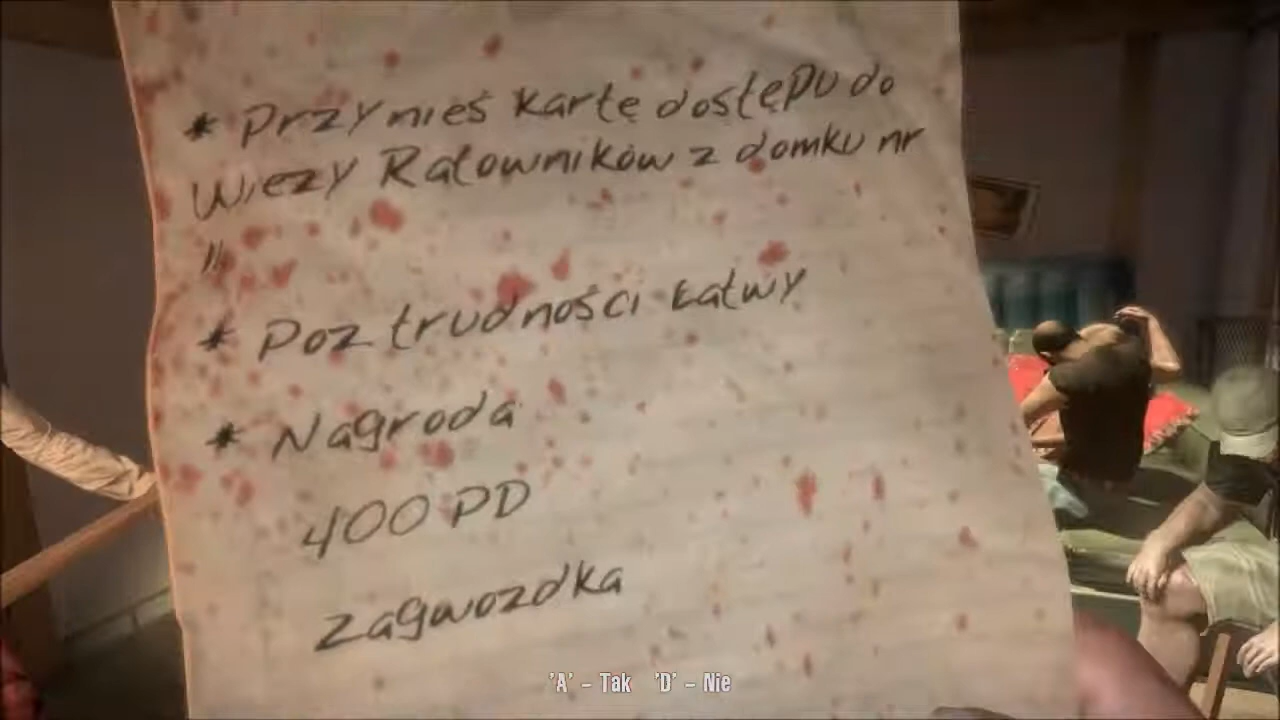 * Przynieś kartę dostępu do
Wieży Ratowników z domku nr
11
* Poz trudności Łatwy
* Nagroda
400 PD
zagwozdka
'A' - Tak 'D' - Nie